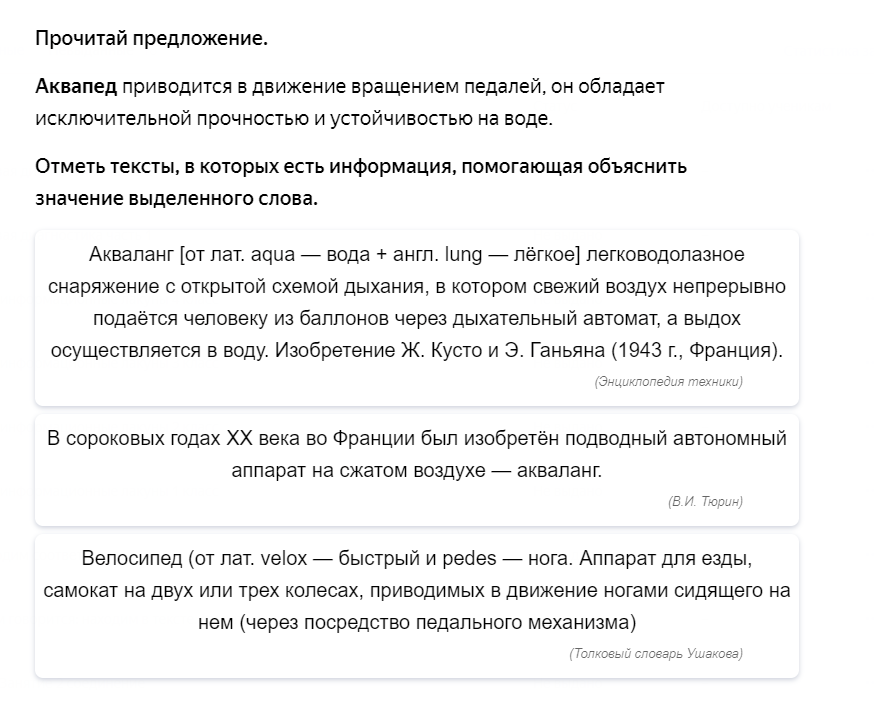 Прочитай предложение.
Аквапед приводится в движение вращением педалей, он обладает
исключительной прочностью и устойчивостью на воде.
Отметь тексты, в которых есть информация, помогающая объяснить
значение выделенного слова.
Акваланг [от лат. aqua — вода + англ. lung — лёгкое] легководолазное
снаряжение с открытой схемой дыхания, в котором свежий воздух непрерывно
подаётся человеку из баллонов через дыхательный автомат, а выдох
осуществляется в воду. Изобретение Ж. Кусто и Э. Ганьяна (1943 г., Франция).
(Энциклопедия техники)
В сороковых годах XX века во Франции был изобретён подводный автономный
аппарат на сжатом воздухе — акваланг.
(В.И. Тюрин)
Велосипед (от лат. velox — быстрый и pedes — нога. Аппарат для езды,
самокат на двух или трех колесах, приводимых в движение ногами сидящего на
нем (через посредство педального механизма)
(Толковый словарь Ушакова)